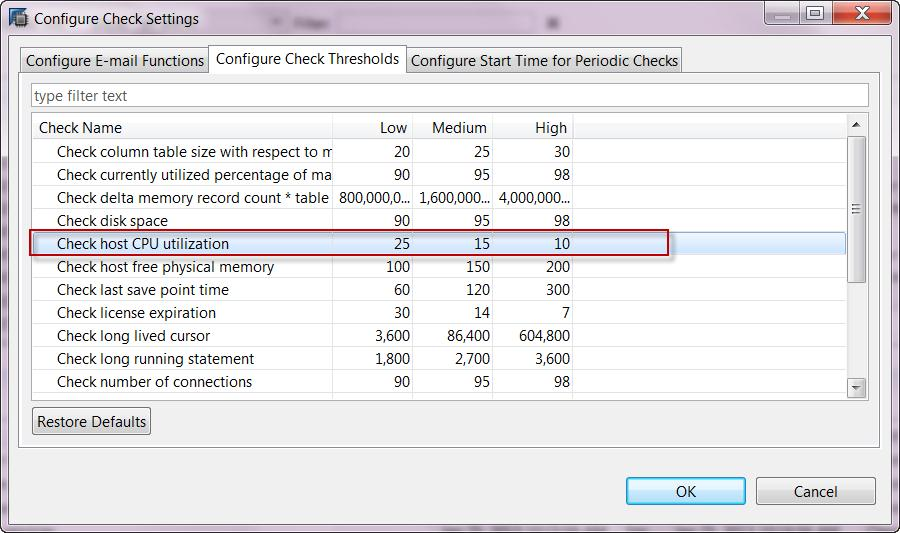 Configure Check Settings
Configure E-mail Functions Configure Check Thresholds Configure Start Time for Periodic Checks
type filter text
Check Name Low Medium High
Check column table size with respect to m 20 25 30
Check currently utilized percentage of ma 90 95 98
Check delta memory record count * table 800,000,0... 1,600,000... 4,000,000...
Check disk space 90 95 98
Check host CPU utilization 25 15 10
Check host free physical memory 100 150 200
Check last save point time 60 120 300
Check license expiration 30 14 7
Check long lived cursor 3,600 86,400 604,800
Check long running statement 1,800 2,700 3,600
Check number of connections 90 95 98
Restore Defaults
OK Cancel